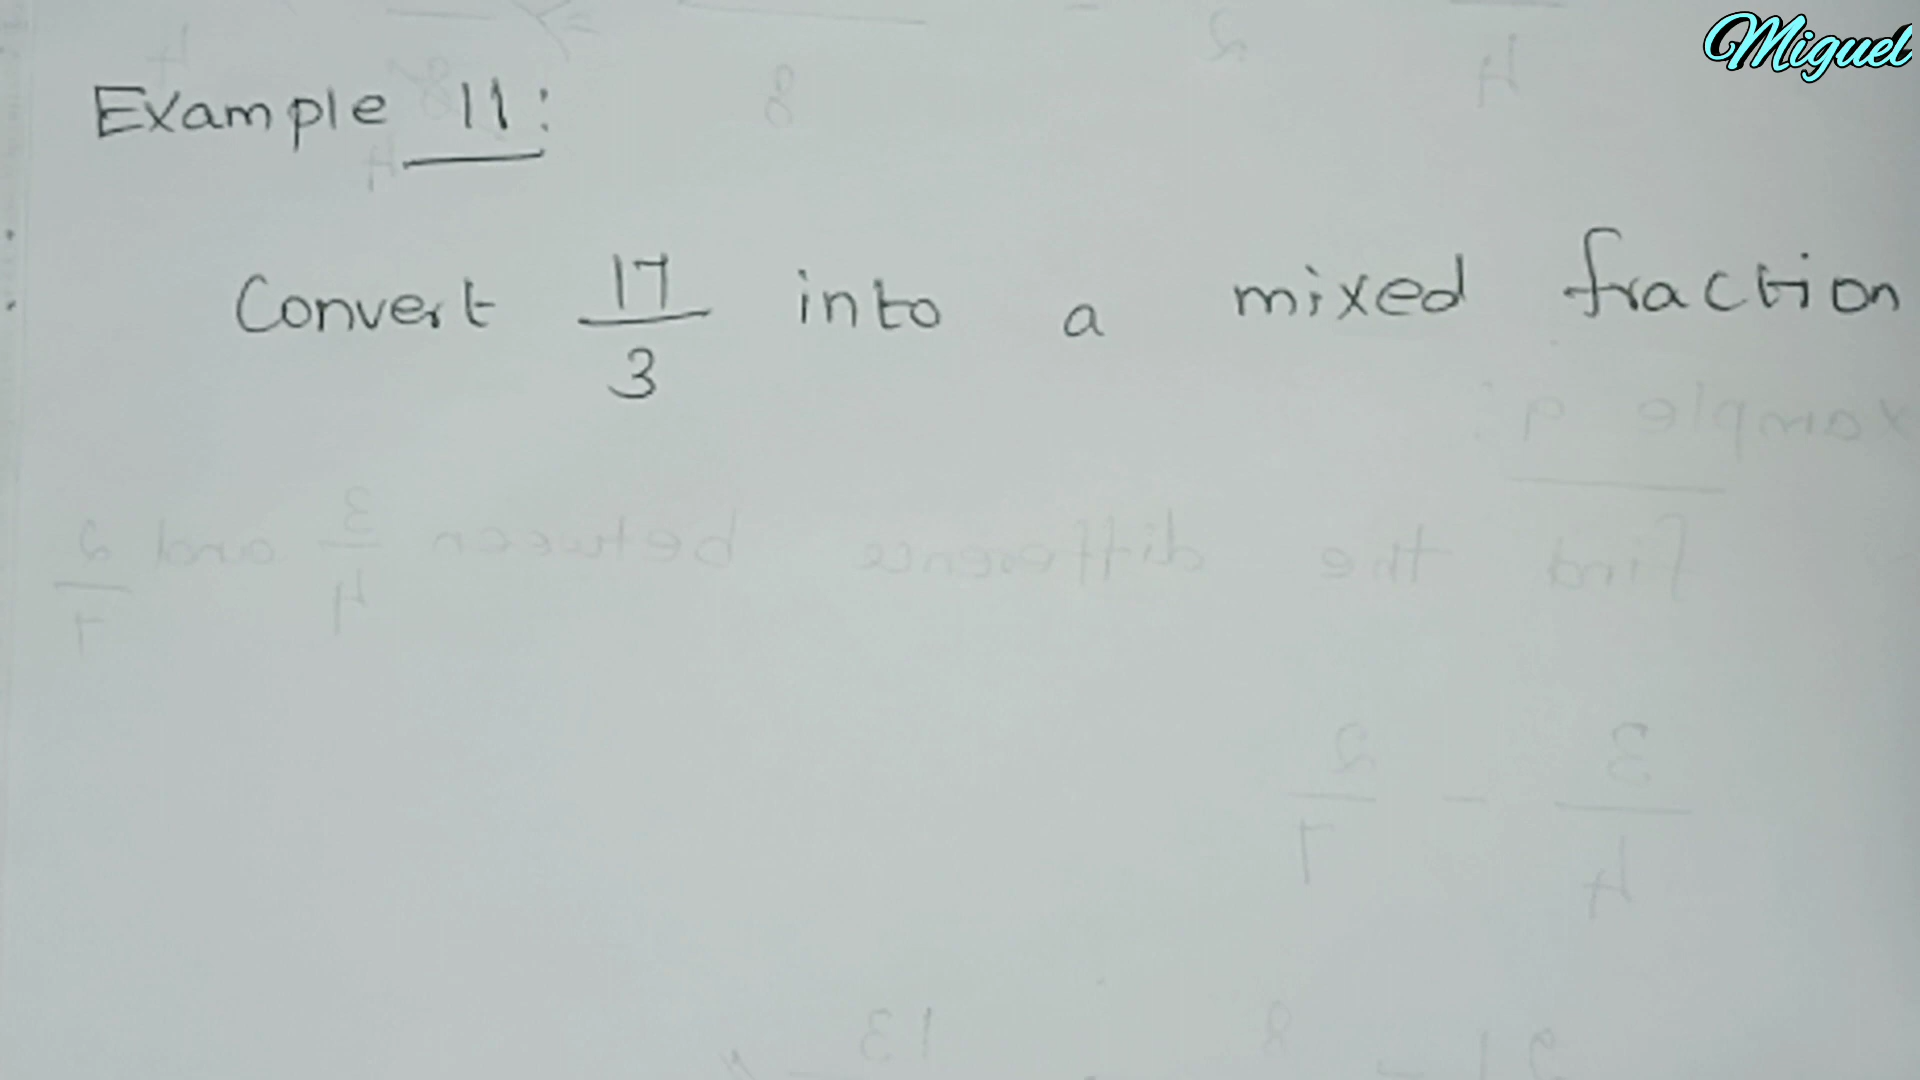 Miguel
Example 11:
Convert 17/3 into a mixed fraction